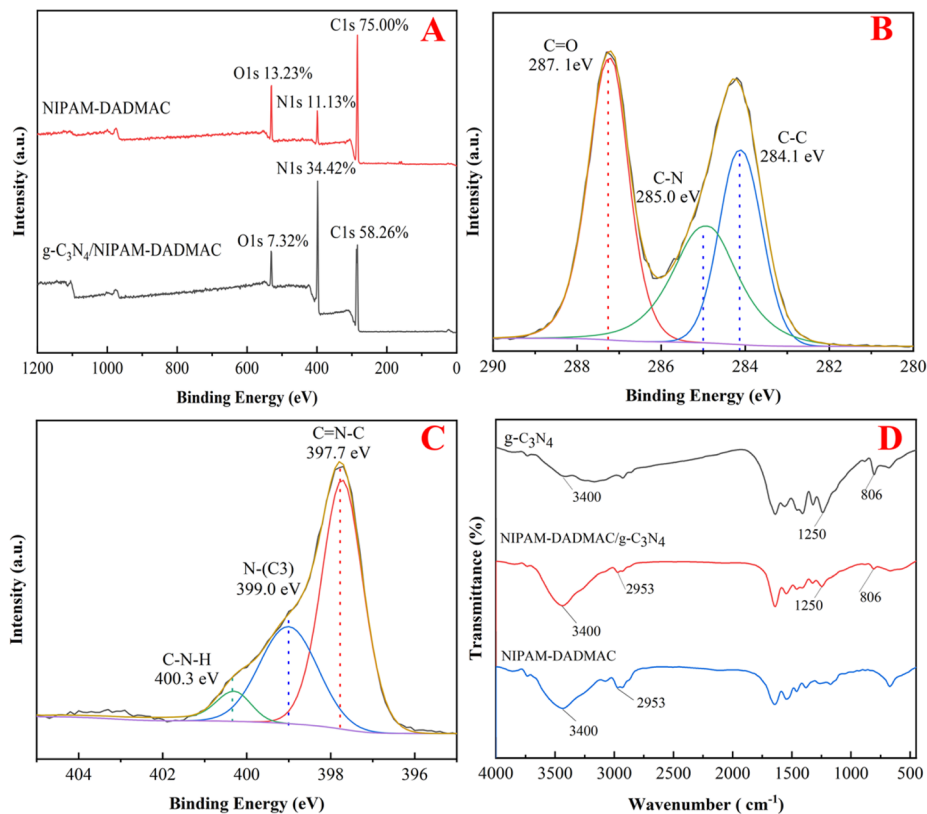 A
C1s 75.00%
O1s 13.23%
N1s 11.13%
NIPAM-DADMAC
N1s 34.42%
O1s 7.32%
C1s 58.26%
g-C₃N₄/NIPAM-DADMAC
Intensity (a.u.)
1200 1000 800 600 400 200 0
Binding Energy (eV)
B
C=O
287. 1eV
C-N
285.0 eV
C-C
284.1 eV
Intensity (a.u.)
290 288 286 284 282 280
Binding Energy (eV)
C
C=N-C
397.7 eV
N-(C3)
399.0 eV
C-N-H
400.3 eV
Intensity (a.u.)
404 402 400 398 396
Binding Energy (eV)
D
g-C₃N₄
3400
1250
806
NIPAM-DADMAC/g-C₃N₄
3400
2953
1250
806
NIPAM-DADMAC
3400
2953
Transmittance (%)
4000 3500 3000 2500 2000 1500 1000 500
Wavenumber ( cm⁻¹)